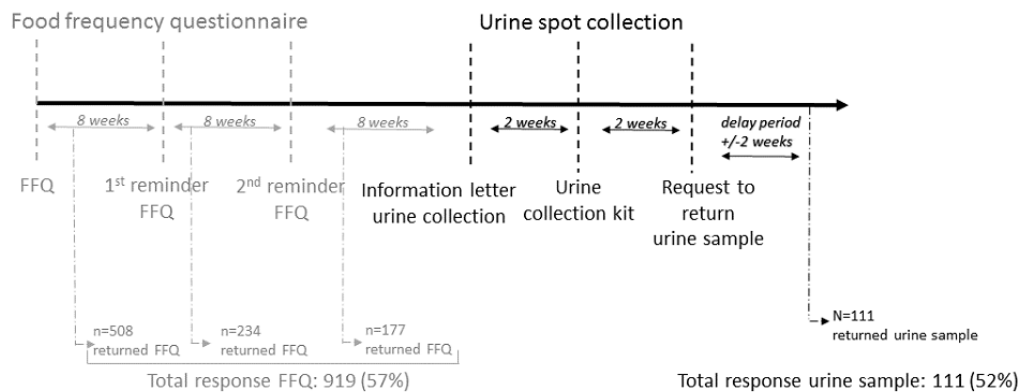 Food frequency questionnaire
Urine spot collection
8 weeks
8 weeks
8 weeks
2 weeks
2 weeks
delay period
+/-2 weeks
FFQ
1st reminder
FFQ
2nd reminder
FFQ
Information letter
urine collection
Urine
collection kit
Request to
return
urine sample
n=508
returned FFQ
n=234
returned FFQ
n=177
returned FFQ
N=111
returned urine sample
Total response FFQ: 919 (57%)
Total response urine sample: 111 (52%)